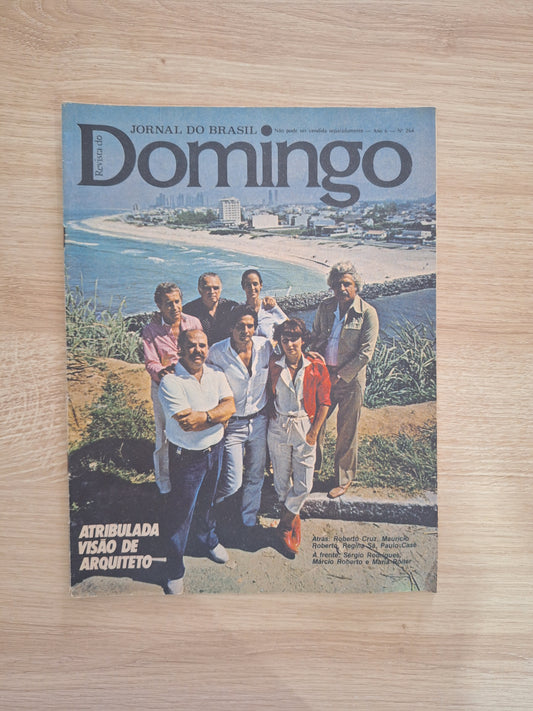 JORNAL DO BRASIL Não pode ser vendida separadamente — Ano 6 — Nº 264
Revista do
Domingo
ATRIBULADA
VISÃO DE
ARQUITETO
Atrás: Roberto Cruz, Maurício
Roberto, Regina Sá, Paulo Casé
À frente: Sérgio Rodrigues,
Márcio Roberto e Maria Róiter